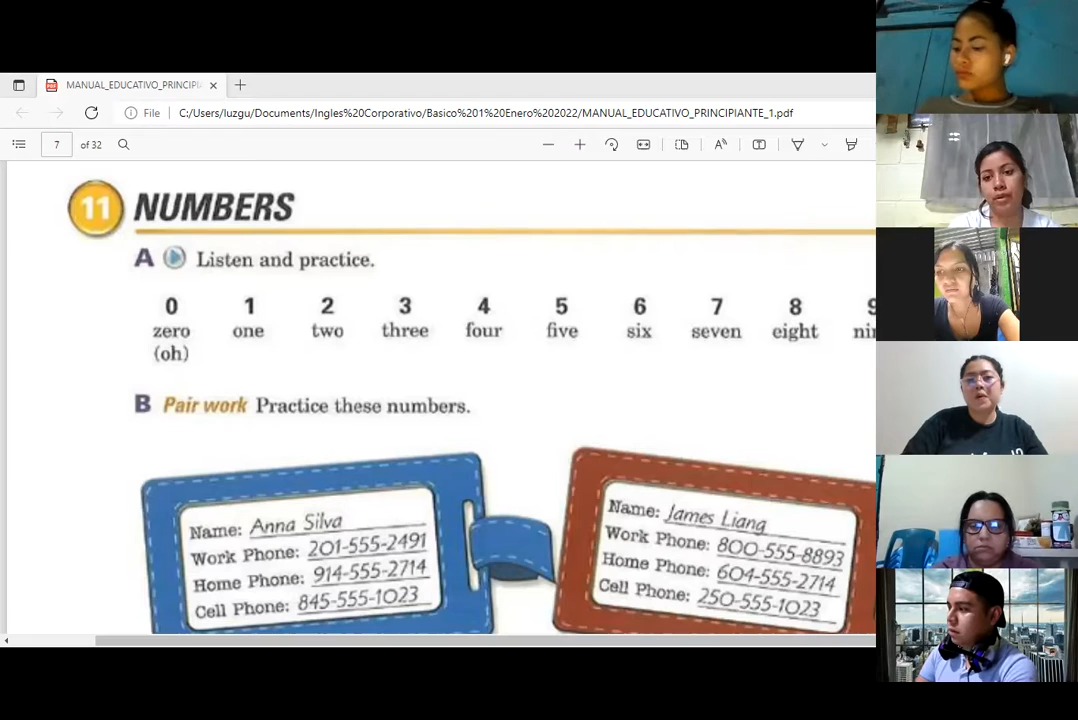 MANUAL_EDUCATIVO_PRINCIPI
File C:/Users/luzgu/Documents/Ingles%20Corporativo/Basico%201%20Enero%202022/MANUAL_EDUCATIVO_PRINCIPIANTE_1.pdf
7 of 32
11 NUMBERS
A Listen and practice.
0 1 2 3 4 5 6 7 8 9
zero one two three four five six seven eight nin
(oh)
B Pair work Practice these numbers.
Name: Anna Silva
Work Phone: 201-555-2491
Home Phone: 914-555-2714
Cell Phone: 845-555-1023
Name: James Liang
Work Phone: 800-555-8893
Home Phone: 604-555-2714
Cell Phone: 250-555-1023